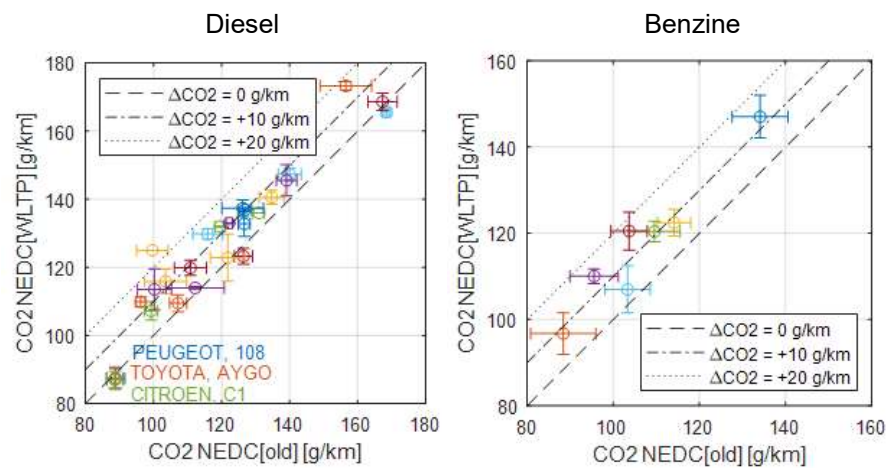 Diesel
CO2 NEDC[WLTP] [g/km]
180
160
140
120
100
80
ΔCO2 = 0 g/km
ΔCO2 = +10 g/km
ΔCO2 = +20 g/km
PEUGEOT, 108
TOYOTA, AYGO
CITROEN, C1
80 100 120 140 160 180
CO2 NEDC[old] [g/km]
Benzine
CO2 NEDC[WLTP] [g/km]
160
140
120
100
80
ΔCO2 = 0 g/km
ΔCO2 = +10 g/km
ΔCO2 = +20 g/km
80 100 120 140 160
CO2 NEDC[old] [g/km]